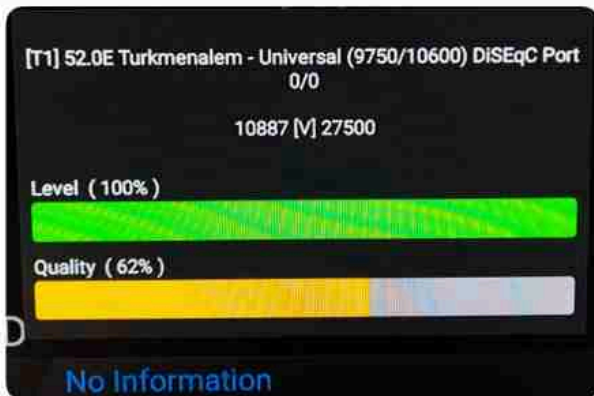 [T1] 52.0E Turkmenalem - Universal (9750/10600) DiSEqC Port
0/0
10887 [V] 27500
Level ( 100% )
Quality ( 62% )
No Information